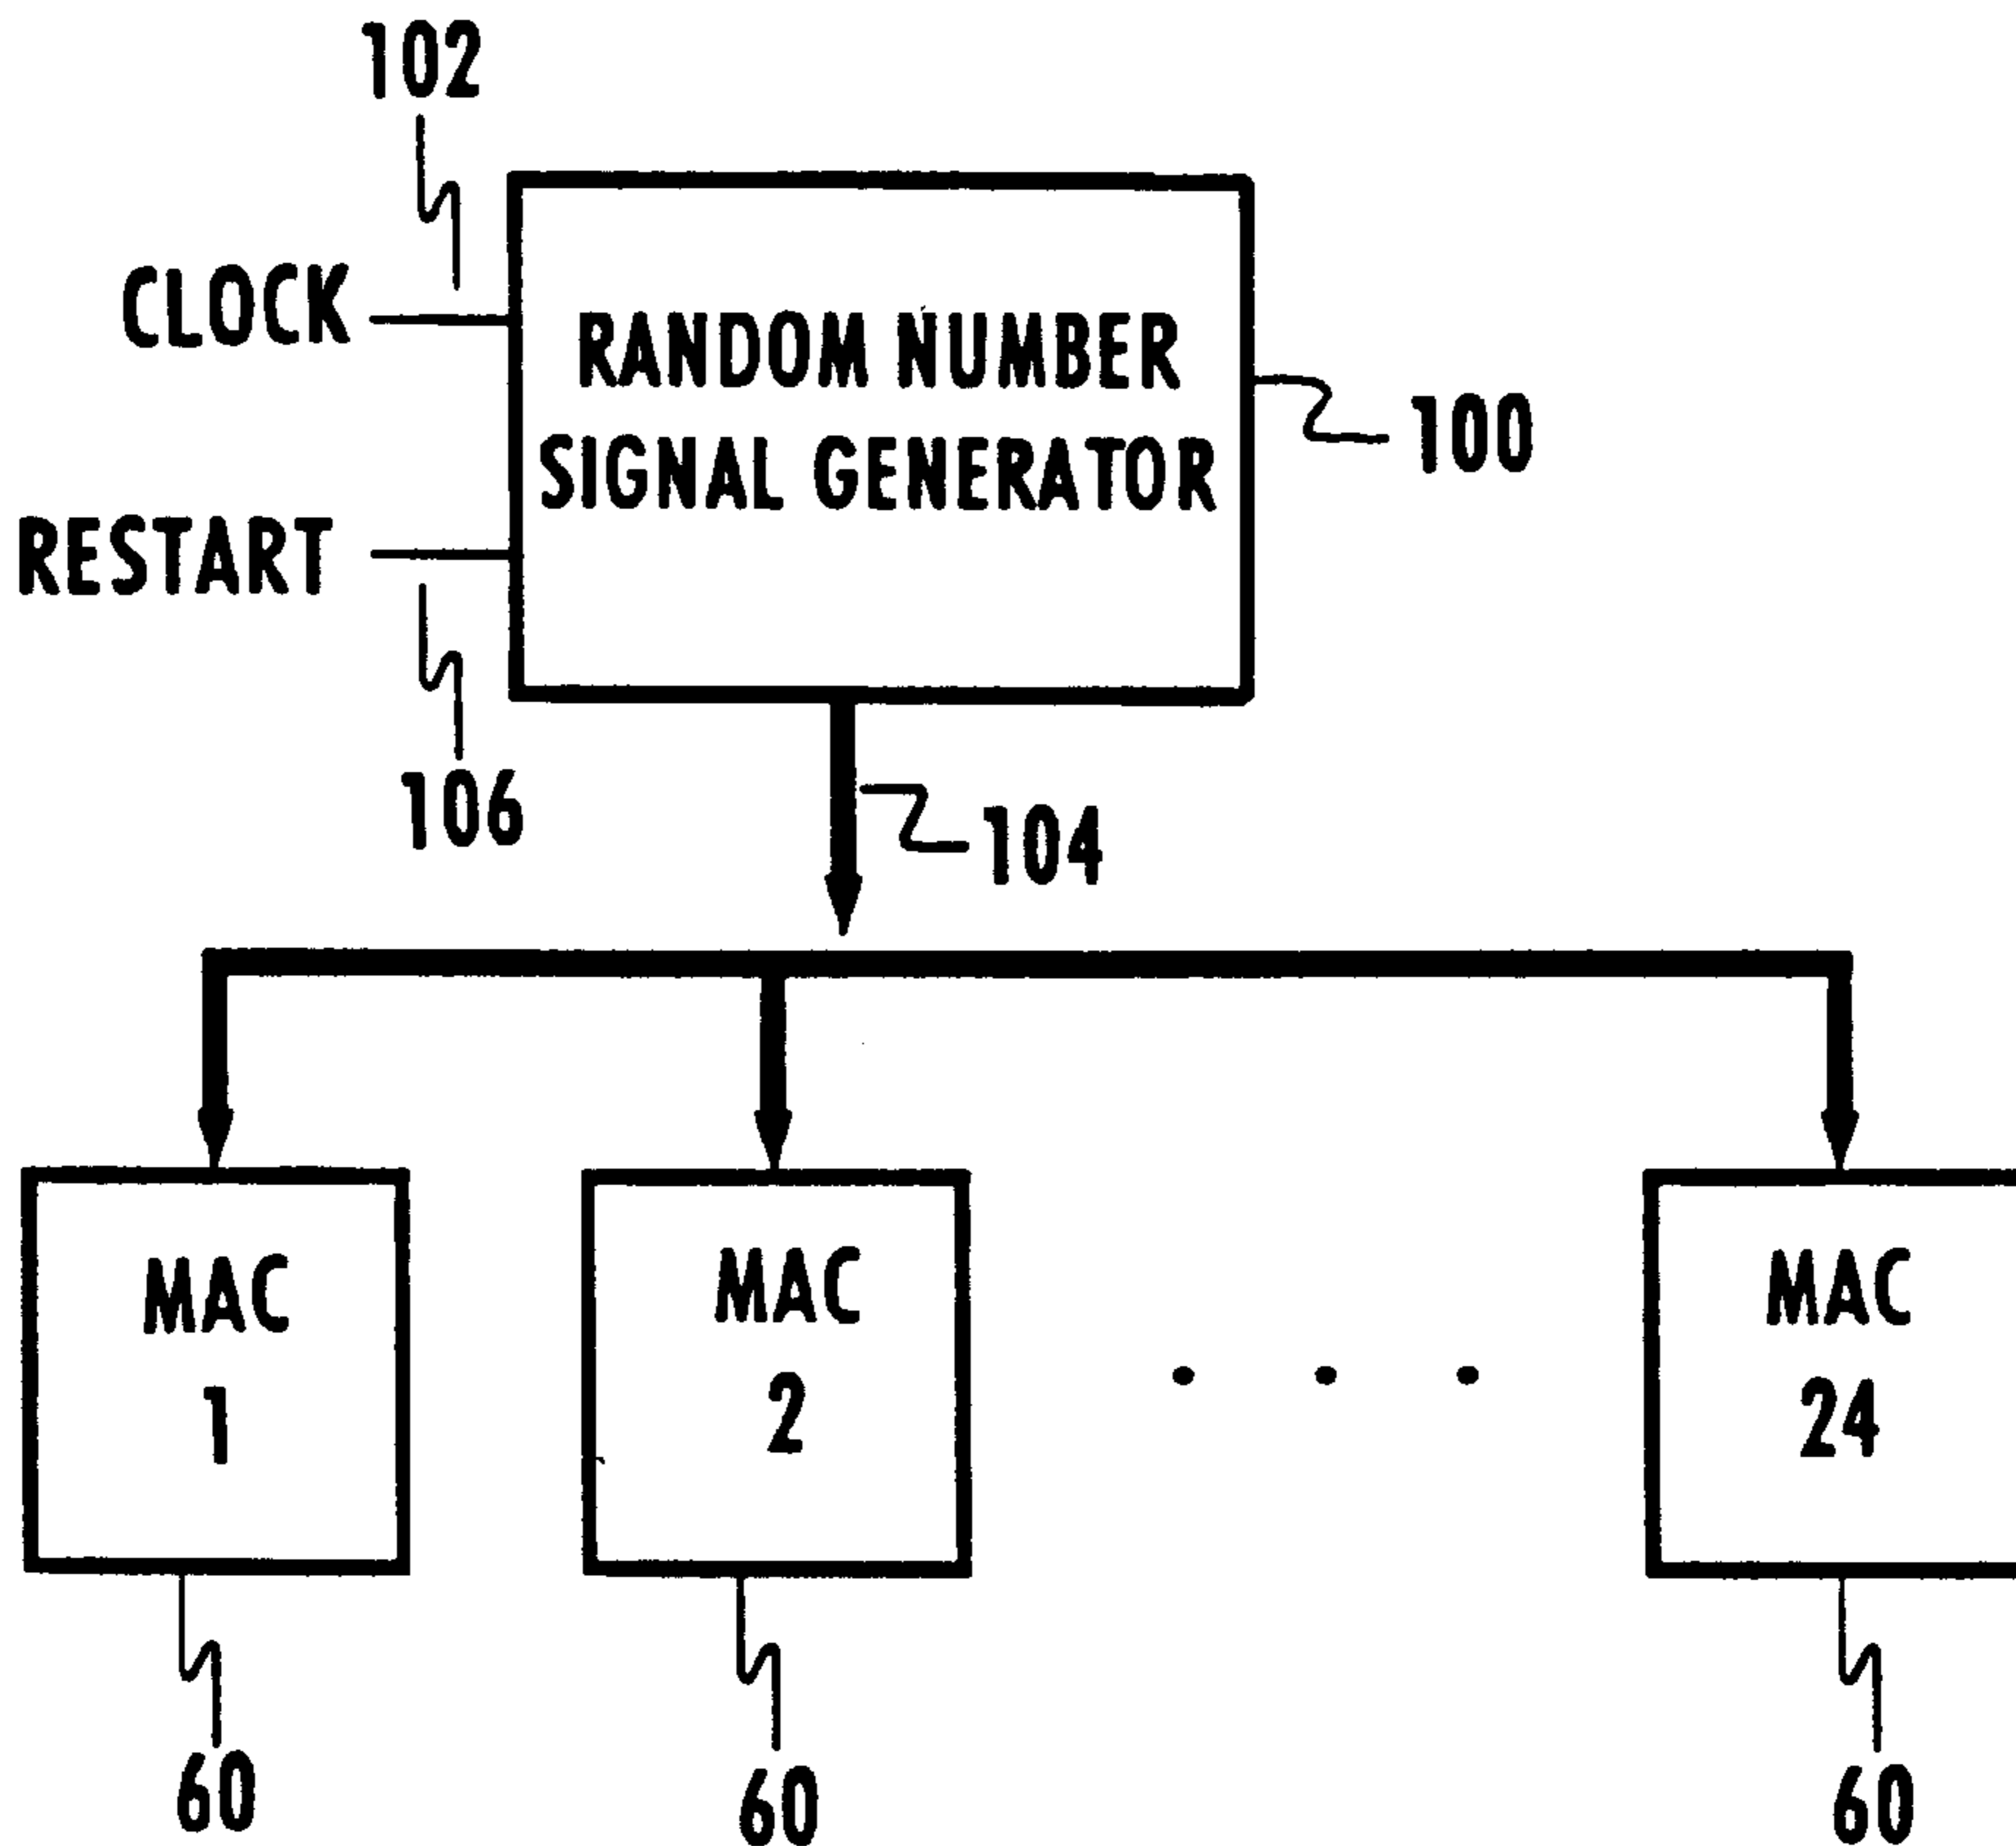 102
CLOCK
RANDOM NUMBER
SIGNAL GENERATOR
100
RESTART
106
104
MAC
1
MAC
2
MAC
24
60
60
60